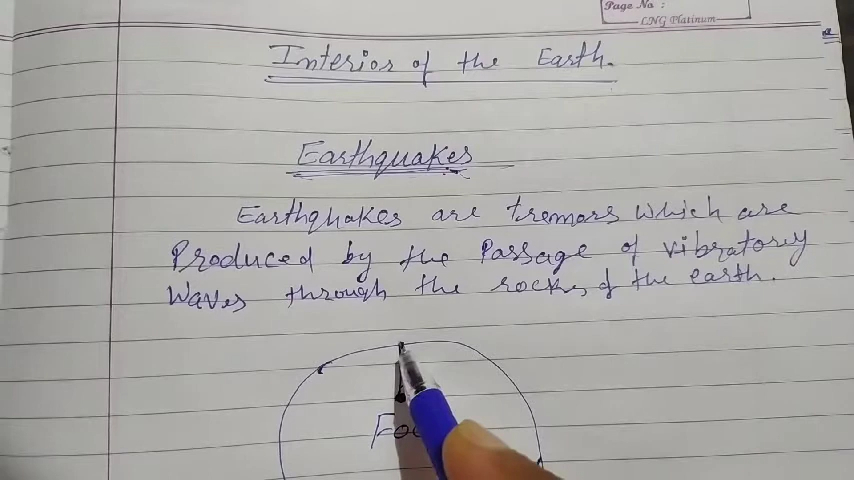 Page No :
LNG Platinum
Interior of the Earth.
Earthquakes
Earthquakes are tremors which are
Produced by the Passage of vibratory
Waves through the rocks of the earth.